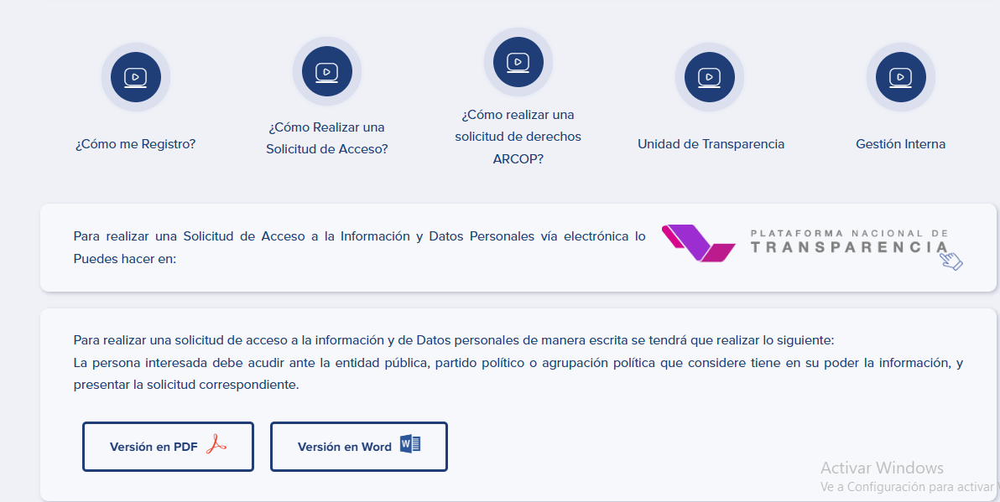 ¿Cómo me Registro?
¿Cómo Realizar una
Solicitud de Acceso?
¿Cómo realizar una
solicitud de derechos
ARCOP?
Unidad de Transparencia
Gestión Interna
Para realizar una Solicitud de Acceso a la Información y Datos Personales vía electrónica lo
Puedes hacer en:
PLATAFORMA NACIONAL DE
TRANSPARENCIA
Para realizar una solicitud de acceso a la información y de Datos personales de manera escrita se tendrá que realizar lo siguiente:
La persona interesada debe acudir ante la entidad pública, partido político o agrupación política que considere tiene en su poder la información, y
presentar la solicitud correspondiente.
Versión en PDF
Versión en Word
W
Activar Windows
Ve a Configuración para activar